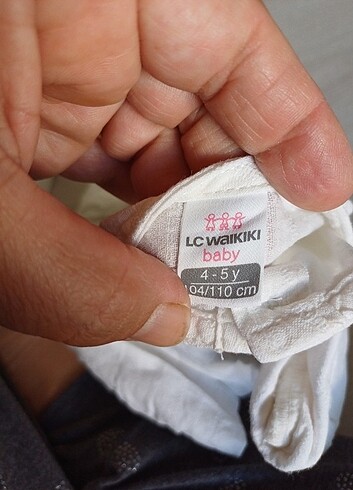 LC WAIKIKI
baby
4 - 5 y
104/110 cm